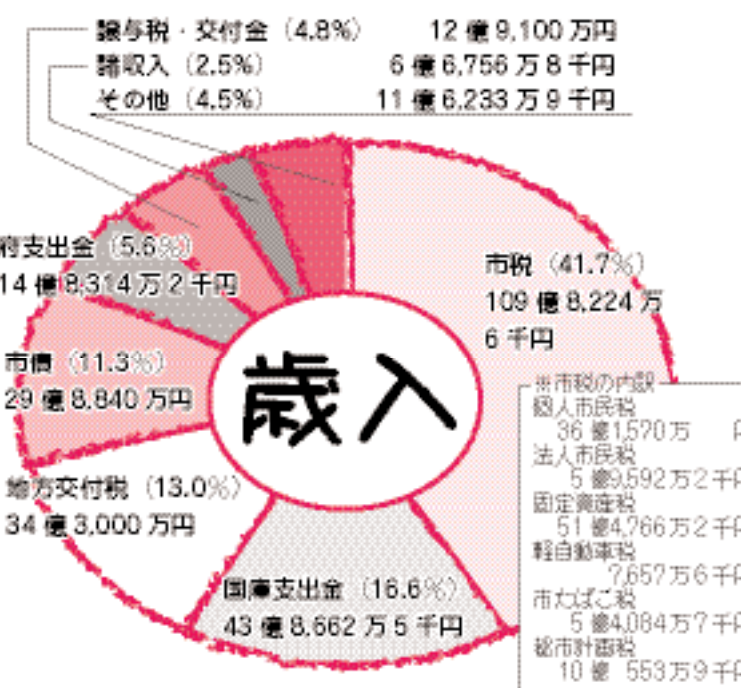 譲与税・交付金（4.8%） 12億9,100万円
諸収入（2.5%） 6億6,756万8千円
その他（4.5%） 11億6,233万9千円
府支出金（5.6%）
14億8,314万2千円
市税（41.7%）
109億8,224万
6千円
市債（11.3%）
29億8,840万円
歳入
※市税の内訳
個人市民税
36億1,570万 円
法人市民税
5億9,592万2千円
固定資産税
51億4,766万2千円
軽自動車税
7,657万6千円
市たばこ税
5億4,084万7千円
都市計画税
10億 553万9千円
地方交付税（13.0%）
34億3,000万円
国庫支出金（16.6%）
43億8,662万5千円